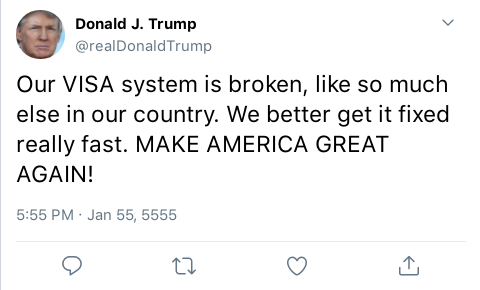 Donald J. Trump
@realDonaldTrump
Our VISA system is broken, like so much
else in our country. We better get it fixed
really fast. MAKE AMERICA GREAT
AGAIN!
5:55 PM · Jan 55, 5555